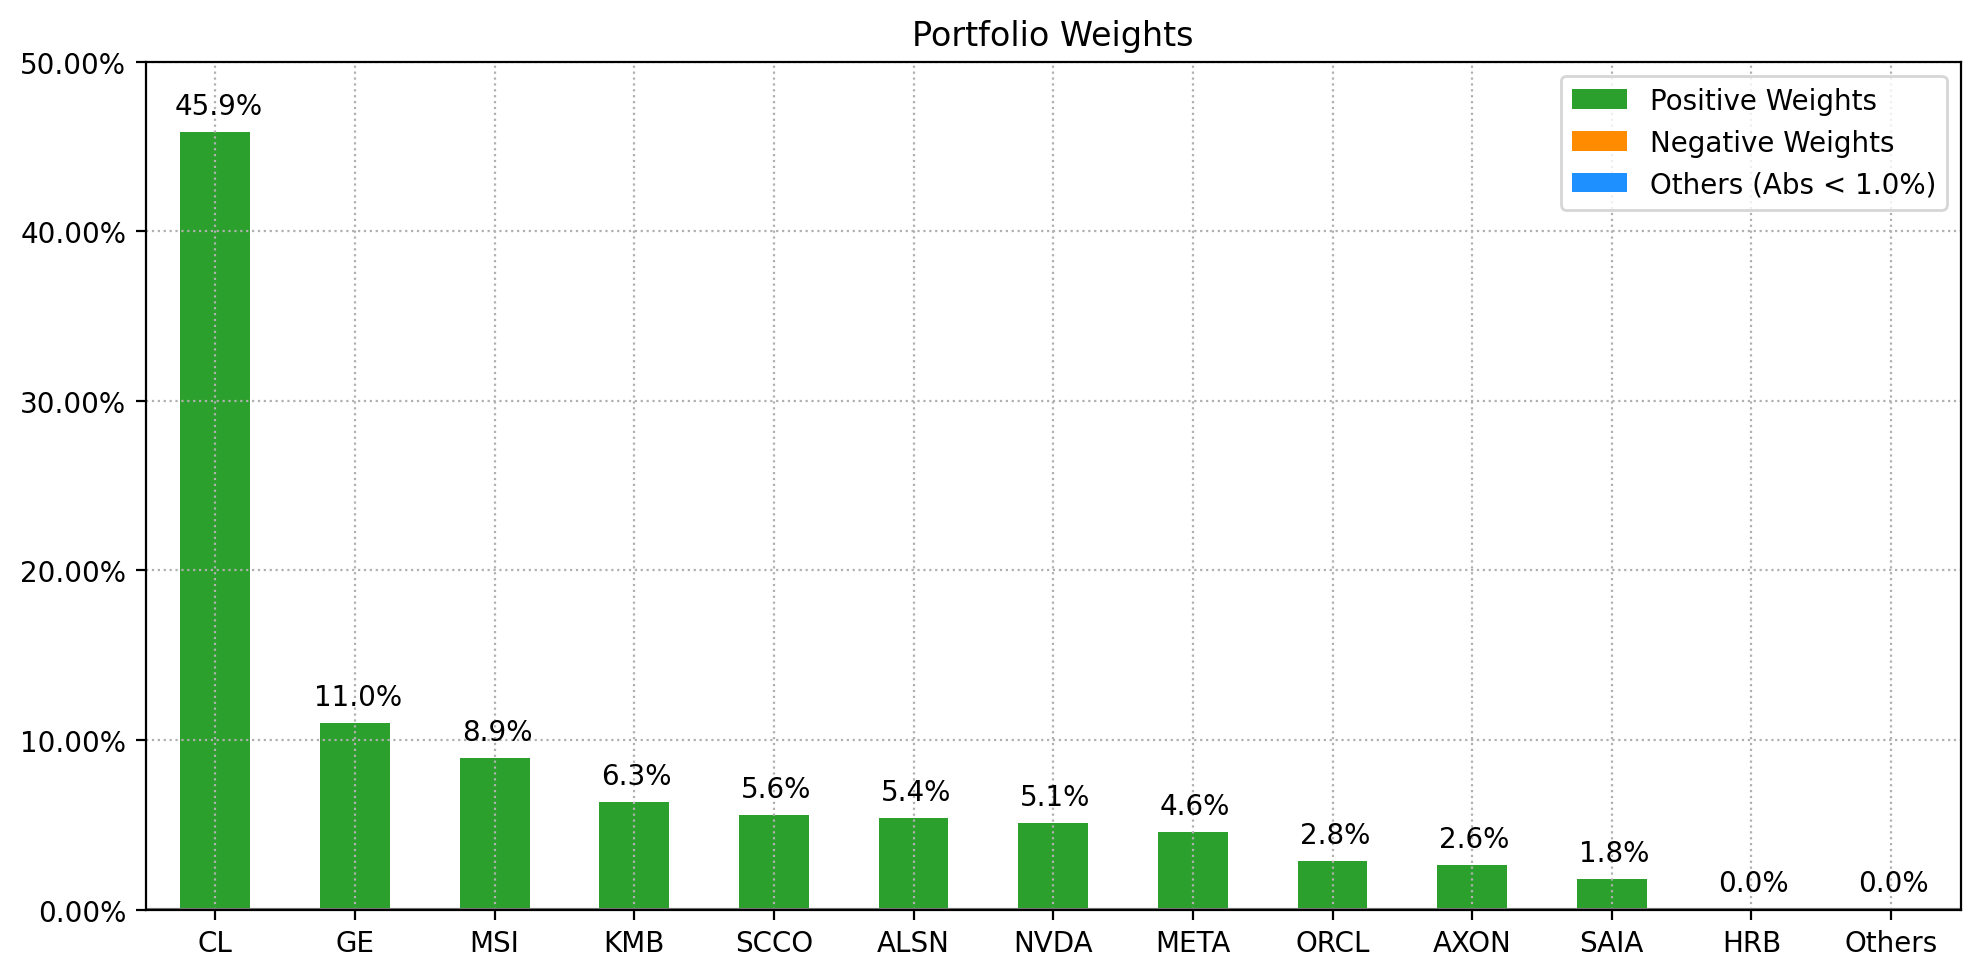 Portfolio Weights
50.00%
40.00%
30.00%
20.00%
10.00%
0.00%
45.9%
11.0%
8.9%
6.3%
5.6%
5.4%
5.1%
4.6%
2.8%
2.6%
1.8%
0.0%
0.0%
Positive Weights
Negative Weights
Others (Abs < 1.0%)
CL
GE
MSI
KMB
SCCO
ALSN
NVDA
META
ORCL
AXON
SAIA
HRB
Others